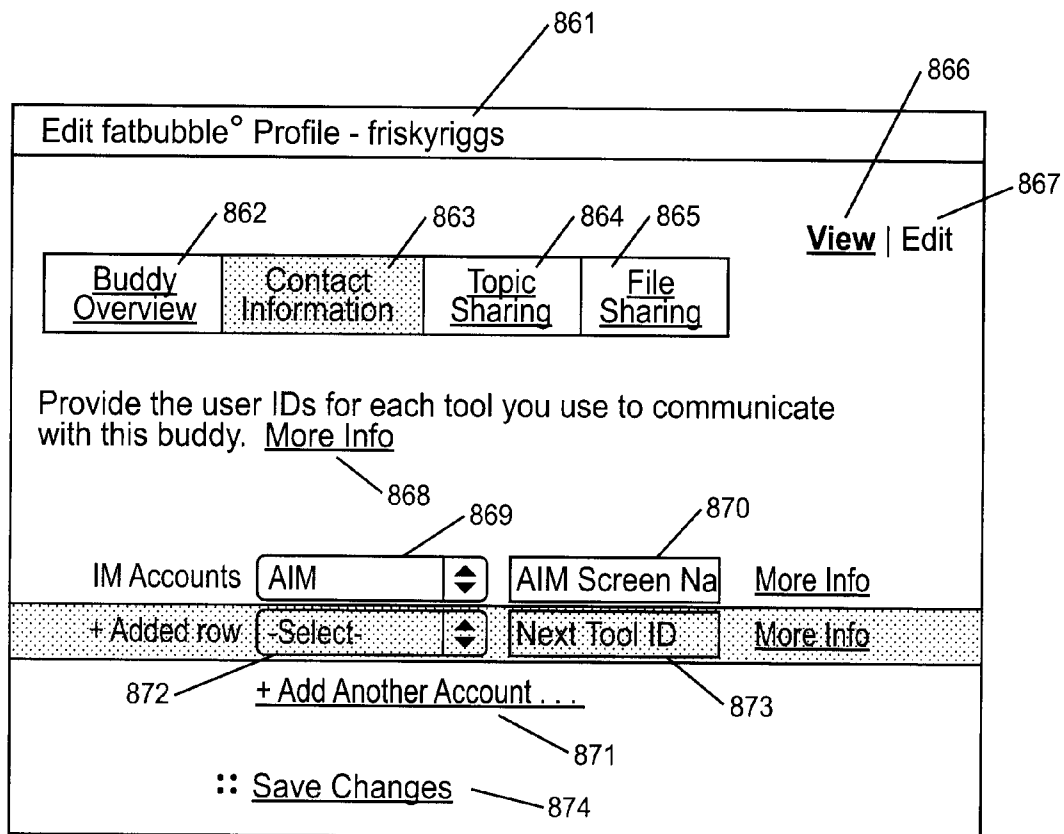 861
866
Edit fatbubble° Profile - friskyriggs
867
862
863
864
865
View | Edit
Buddy Overview
Contact Information
Topic Sharing
File Sharing
Provide the user IDs for each tool you use to communicate
with this buddy. More Info
868
869
870
IM Accounts AIM AIM Screen Na More Info
+ Added row -Select- Next Tool ID More Info
872
+ Add Another Account . . .
873
871
:: Save Changes
874